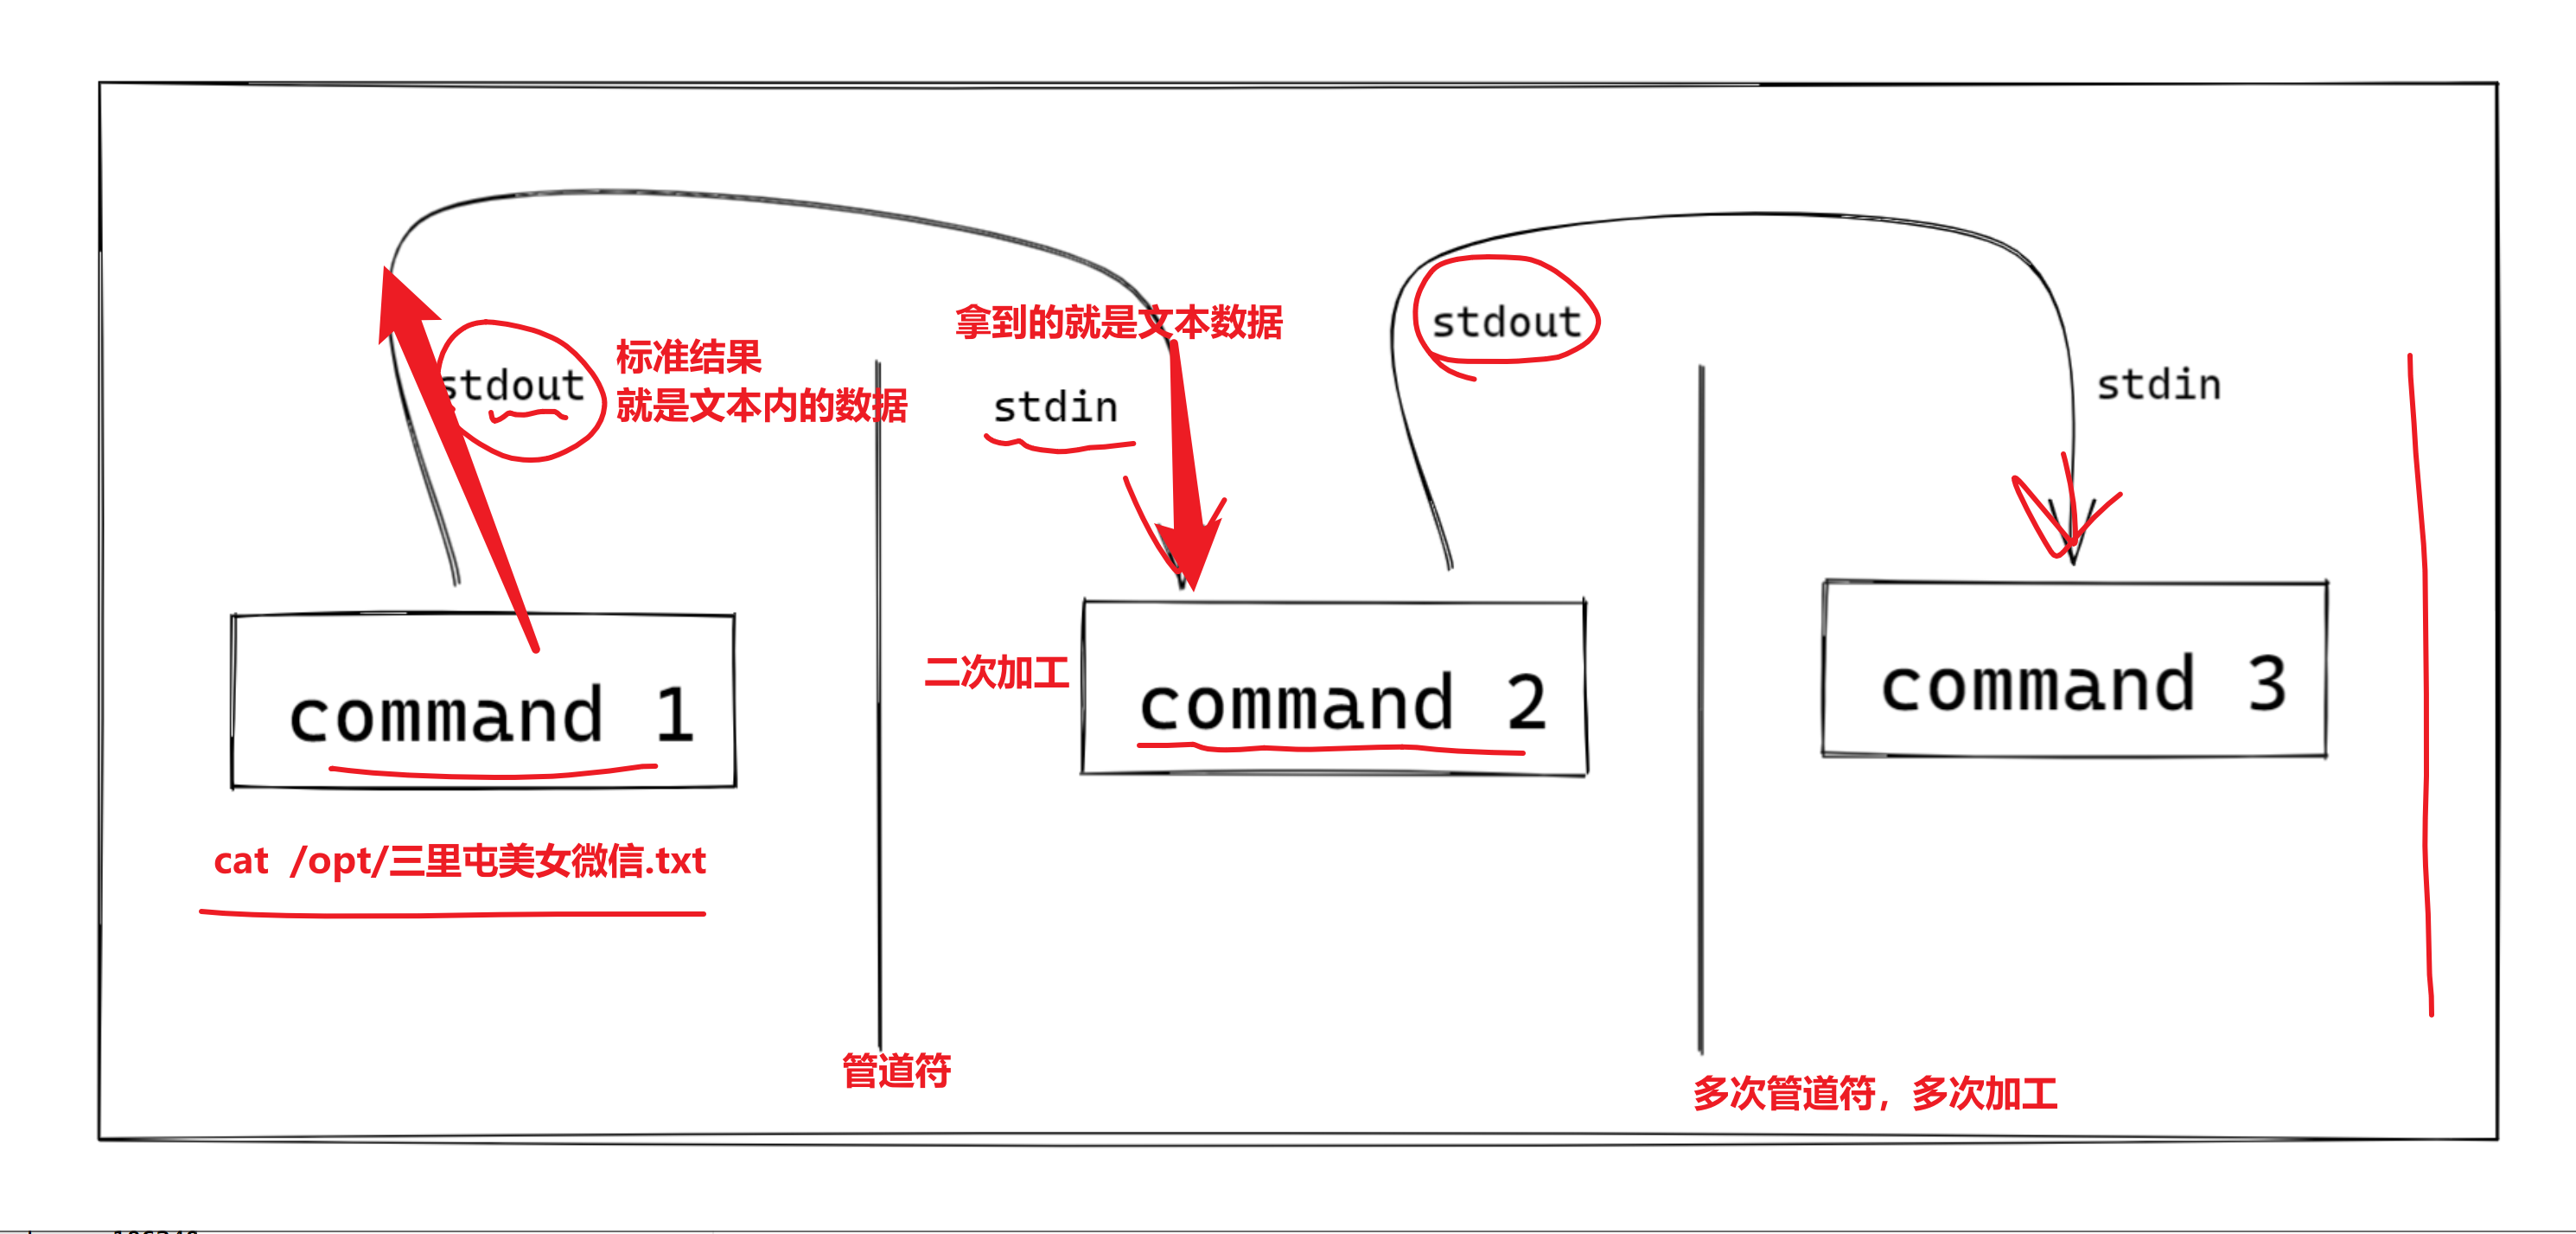 stdout
标准结果
就是文本内的数据
拿到的就是文本数据
stdin
stdout
stdin
command 1
二次加工
command 2
command 3
cat /opt/三里屯美女微信.txt
管道符
多次管道符，多次加工